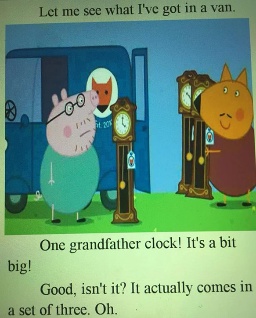 Let me see what I've got in a van.
One grandfather clock! It's a bit
big!
Good, isn't it? It actually comes in
a set of three. Oh.